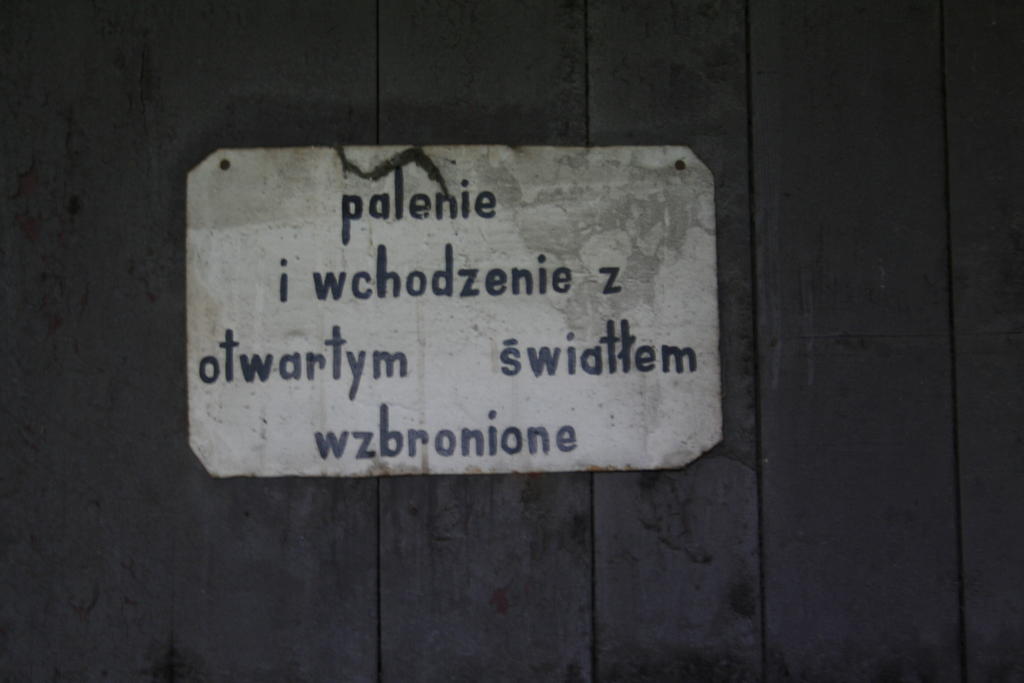 palenie
i wchodzenie z
otwartym światłem
wzbronione